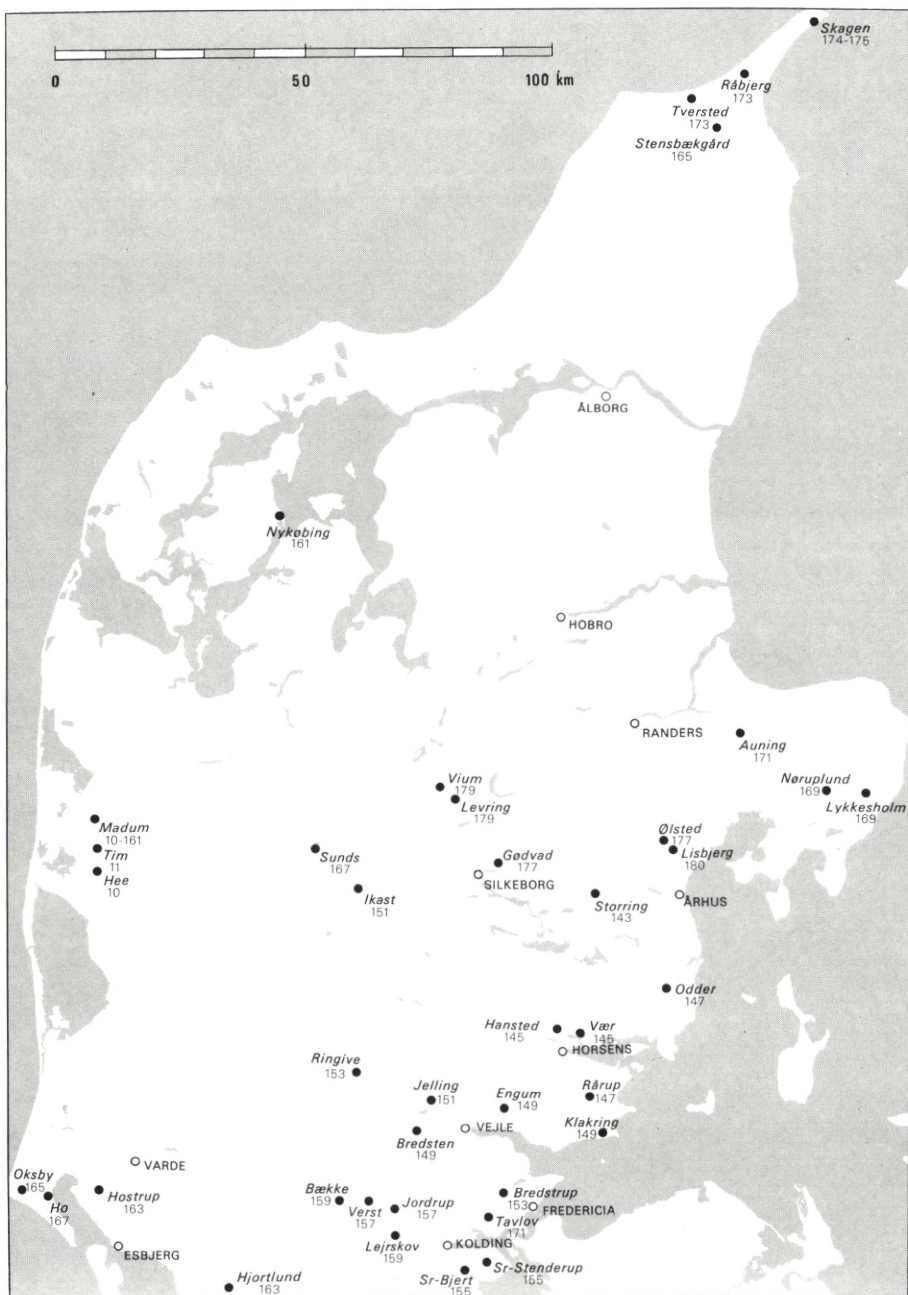 Skagen
174-175
0 50 100 km
Råbjerg
173
Tversted
173
Stensbækgård
165
ÅLBORG
Nykøbing
161
HOBRO
RANDERS
Auning
171
Nøruplund
169
Lykkesholm
169
Vium
179
Levring
179
Madum
10-161
Tim
11
Hee
10
Sunds
167
Ikast
151
Gødvad
177
SILKEBORG
Ølsted
177
Lisbjerg
180
Storring
143
ÅRHUS
Odder
147
Hansted
145
Vær
145
HORSENS
Ringive
153
Jelling
151
Engum
149
Rårup
147
Klakring
149
VEJLE
Bredsten
149
VARDE
Oksby
165
Ho
167
Hostrup
163
ESBJERG
Bække
159
Verst
157
Jordrup
157
Lejrskov
159
Bredstrup
153
FREDERICIA
Tavlov
171
KOLDING
Sr-Stenderup
155
Sr-Bjert
155
Hjortlund
163